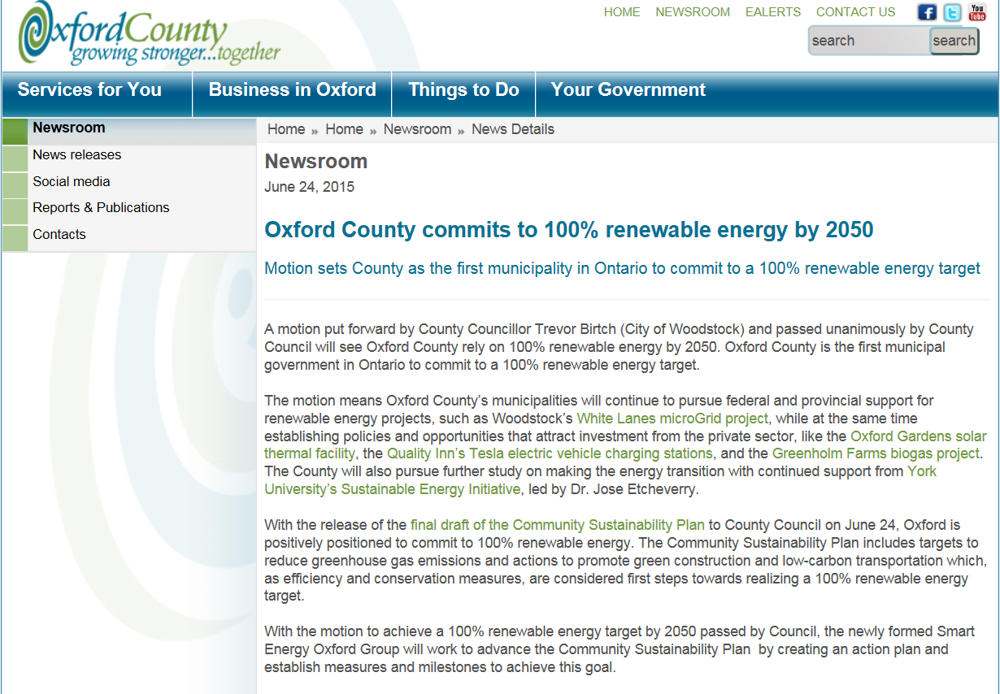 OxfordCounty
growing stronger...together
HOME NEWSROOM EALERTS CONTACT US
f t You Tube
search search
Services for You Business in Oxford Things to Do Your Government
Newsroom
News releases
Social media
Reports & Publications
Contacts
Home » Home » Newsroom » News Details
Newsroom
June 24, 2015
Oxford County commits to 100% renewable energy by 2050
Motion sets County as the first municipality in Ontario to commit to a 100% renewable energy target
A motion put forward by County Councillor Trevor Birtch (City of Woodstock) and passed unanimously by County
Council will see Oxford County rely on 100% renewable energy by 2050. Oxford County is the first municipal
government in Ontario to commit to a 100% renewable energy target.
The motion means Oxford County's municipalities will continue to pursue federal and provincial support for
renewable energy projects, such as Woodstock's White Lanes microGrid project, while at the same time
establishing policies and opportunities that attract investment from the private sector, like the Oxford Gardens solar
thermal facility, the Quality Inn's Tesla electric vehicle charging stations, and the Greenholm Farms biogas project.
The County will also pursue further study on making the energy transition with continued support from York
University's Sustainable Energy Initiative, led by Dr. Jose Etcheverry.
With the release of the final draft of the Community Sustainability Plan to County Council on June 24, Oxford is
positively positioned to commit to 100% renewable energy. The Community Sustainability Plan includes targets to
reduce greenhouse gas emissions and actions to promote green construction and low-carbon transportation which,
as efficiency and conservation measures, are considered first steps towards realizing a 100% renewable energy
target.
With the motion to achieve a 100% renewable energy target by 2050 passed by Council, the newly formed Smart
Energy Oxford Group will work to advance the Community Sustainability Plan  by creating an action plan and
establish measures and milestones to achieve this goal.